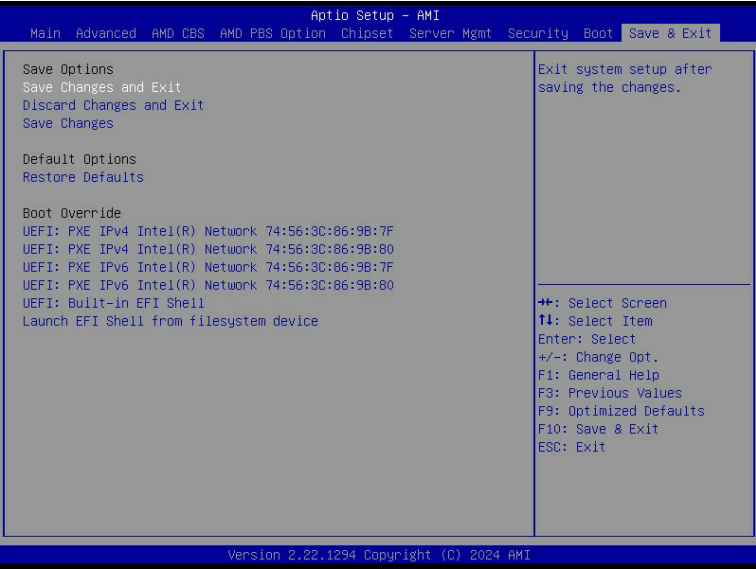 Aptio Setup - AMI
Main Advanced AMD CBS AMD PBS Option Chipset Server Mgmt Security Boot Save & Exit
Save Options
Save Changes and Exit
Discard Changes and Exit
Save Changes
Default Options
Restore Defaults
Boot Override
UEFI: PXE IPv4 Intel(R) Network 74:56:3C:86:9B:7F
UEFI: PXE IPv4 Intel(R) Network 74:56:3C:86:9B:80
UEFI: PXE IPv6 Intel(R) Network 74:56:3C:86:9B:7F
UEFI: PXE IPv6 Intel(R) Network 74:56:3C:86:9B:80
UEFI: Built-in EFI Shell
Launch EFI Shell from filesystem device
Exit system setup after
saving the changes.
→←: Select Screen
↑↓: Select Item
Enter: Select
+/-: Change Opt.
F1: General Help
F3: Previous Values
F9: Optimized Defaults
F10: Save & Exit
ESC: Exit
Version 2.22.1294 Copyright (C) 2024 AMI